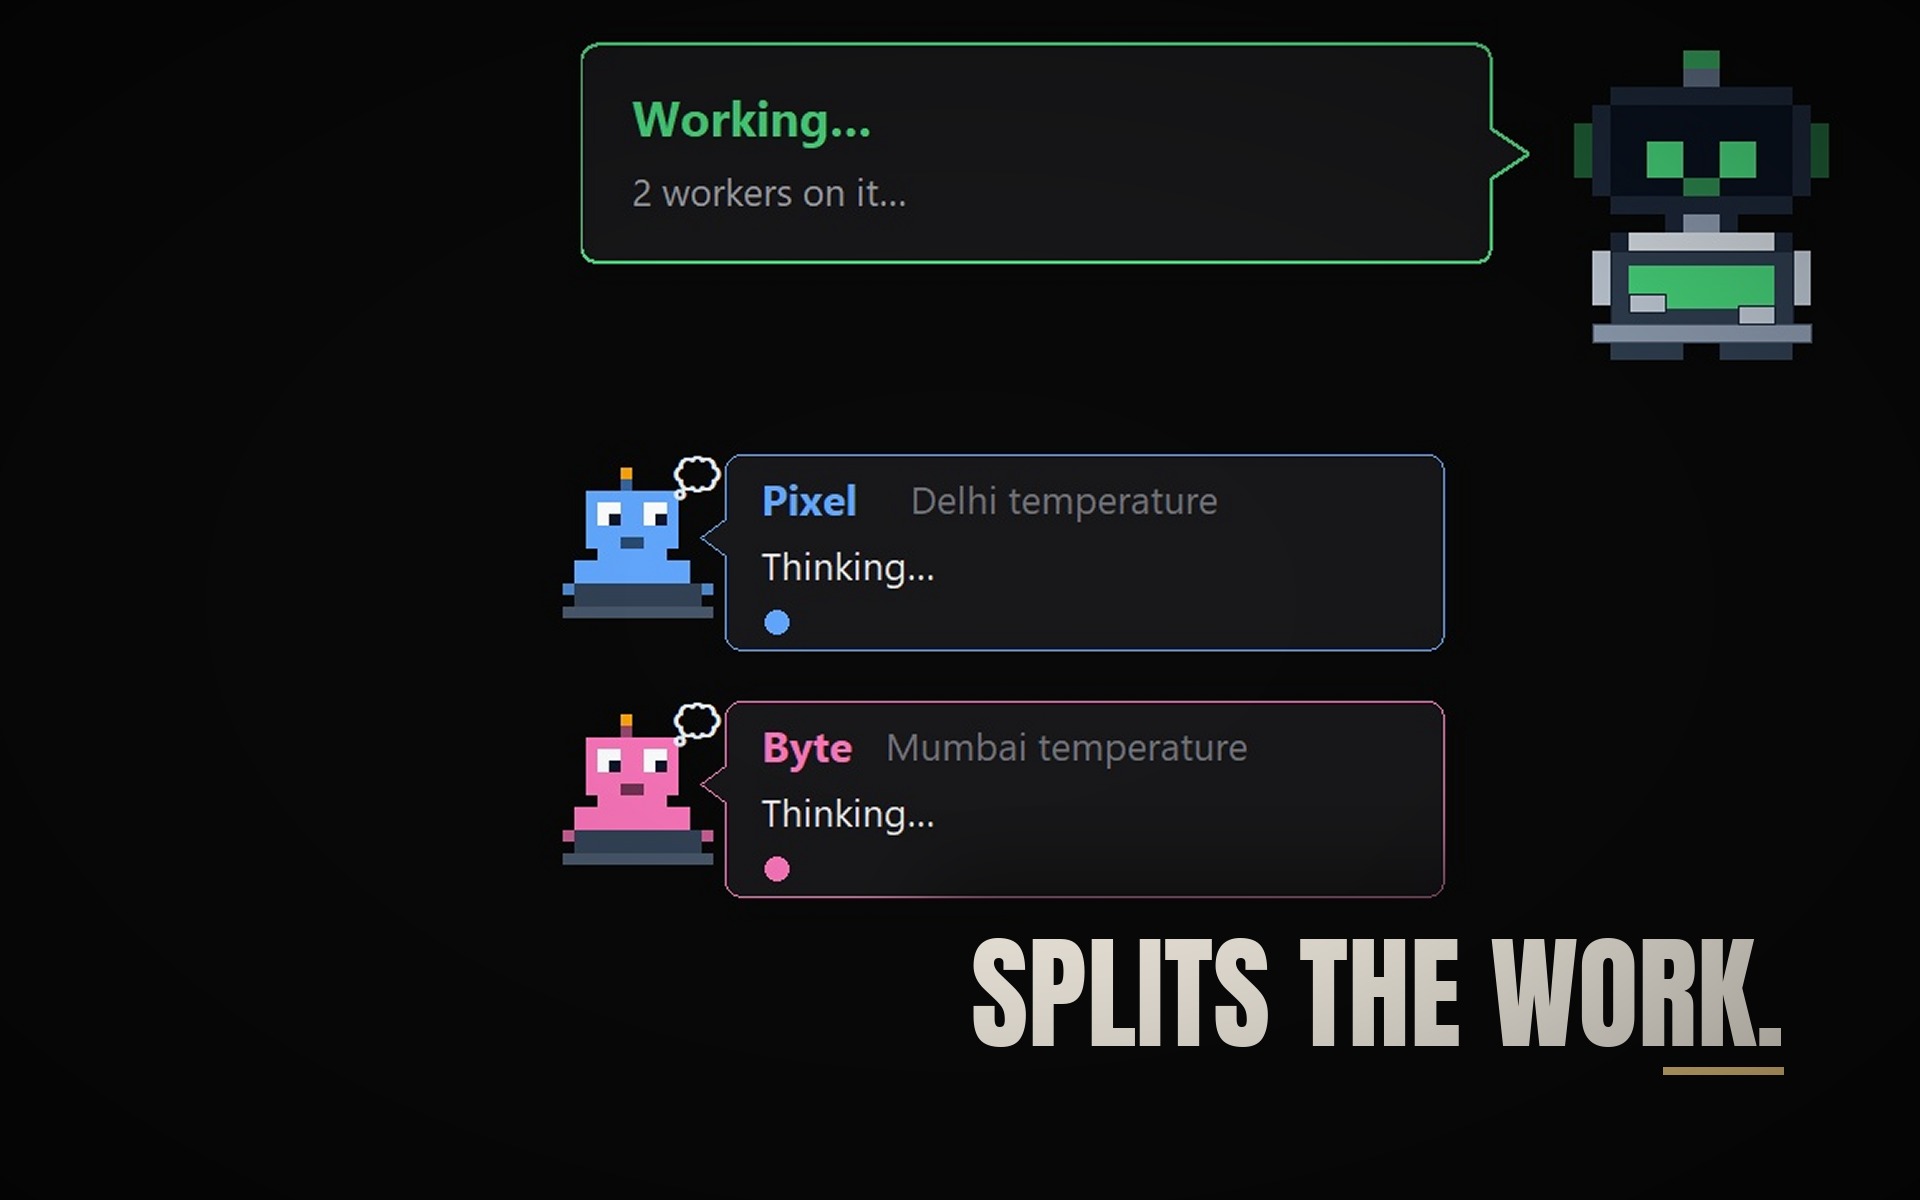 Working...
2 workers on it...
Pixel Delhi temperature
Thinking...
Byte Mumbai temperature
Thinking...
SPLITS THE WORK.